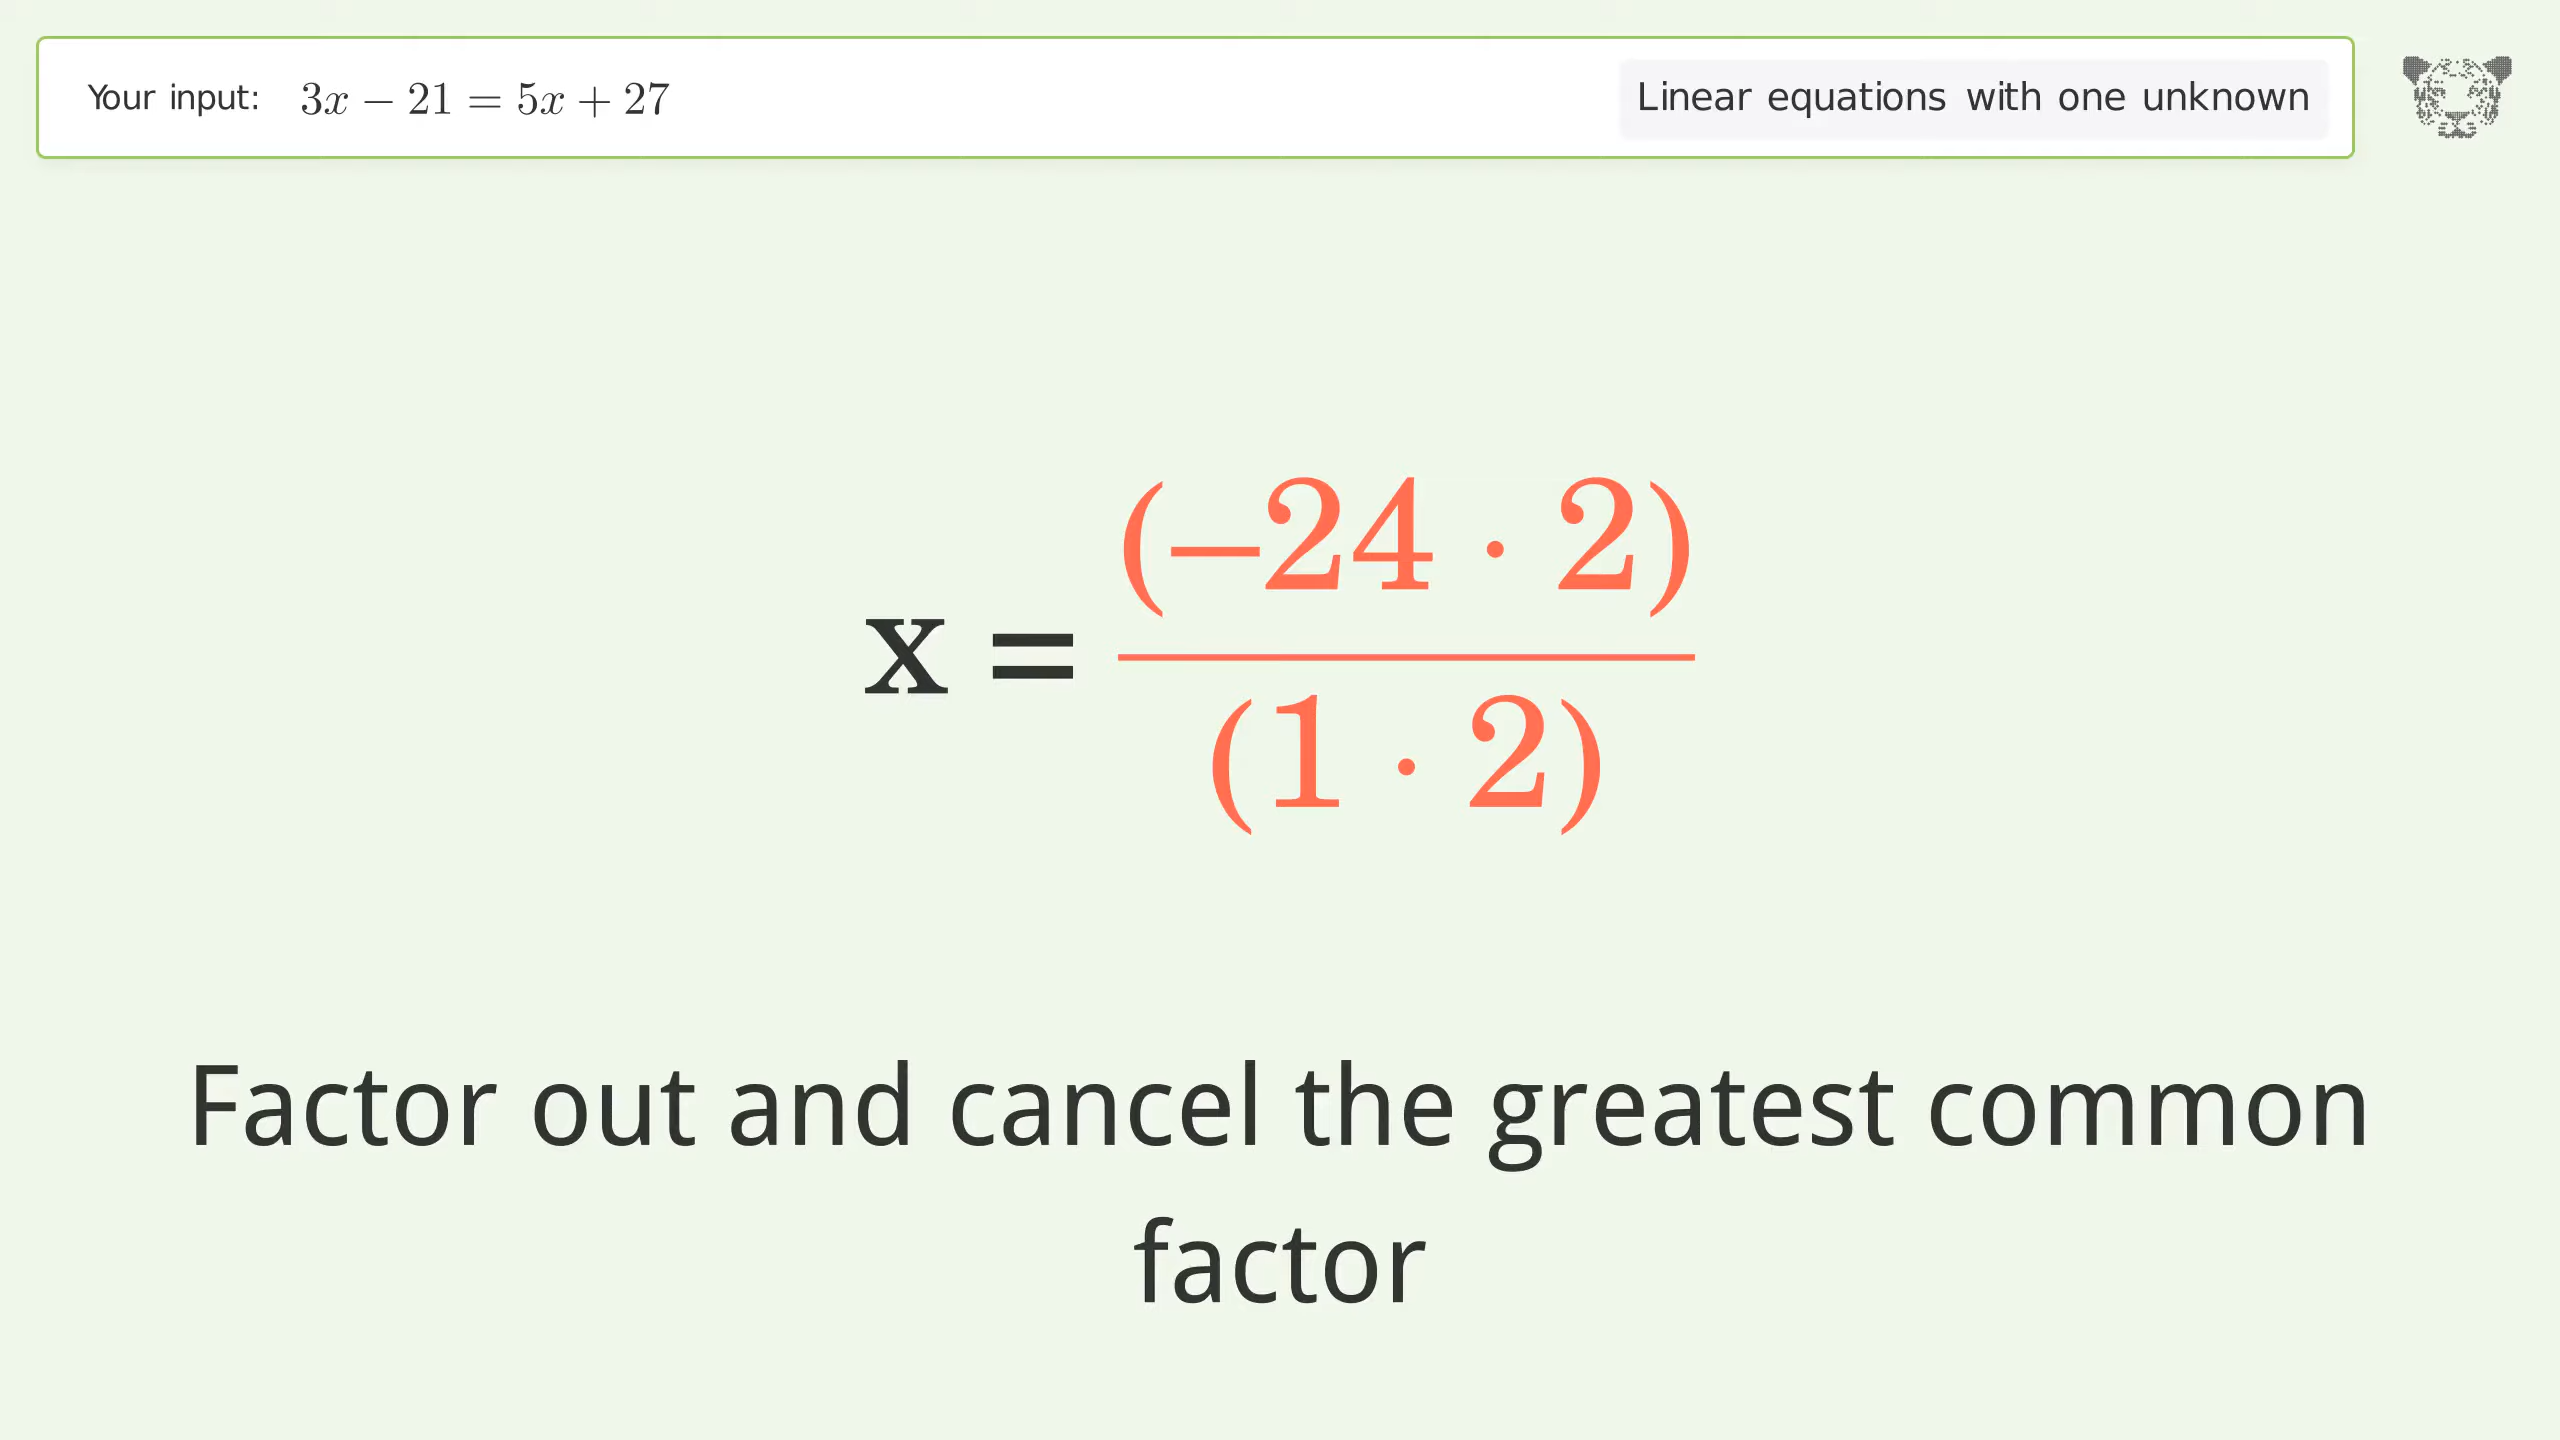 Your input: 3x − 21 = 5x + 27
Linear equations with one unknown
x = (−24 · 2)
(1 · 2)
Factor out and cancel the greatest common
factor